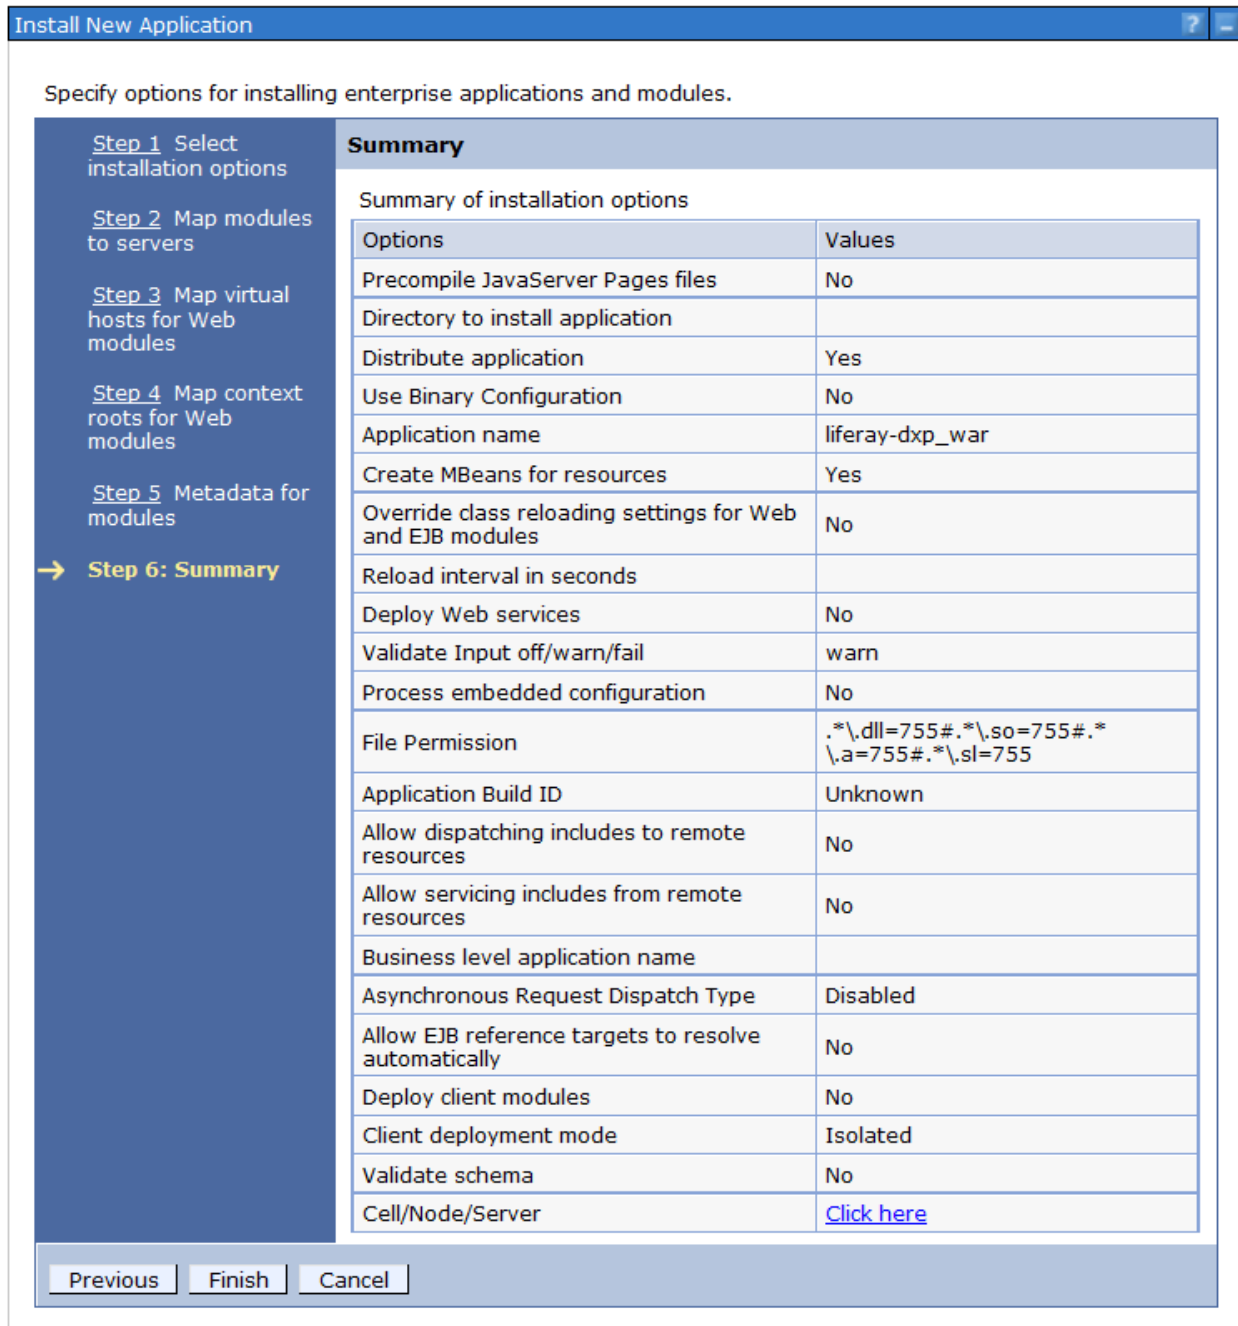 Install New Application
?
Specify options for installing enterprise applications and modules.
Step 1 Select
installation options
Step 2 Map modules
to servers
Step 3 Map virtual
hosts for Web
modules
Step 4 Map context
roots for Web
modules
Step 5 Metadata for
modules
Step 6: Summary
Summary
Summary of installation options
Options Values
Precompile JavaServer Pages files No
Directory to install application
Distribute application Yes
Use Binary Configuration No
Application name liferay-dxp_war
Create MBeans for resources Yes
Override class reloading settings for Web
and EJB modules No
Reload interval in seconds
Deploy Web services No
Validate Input off/warn/fail warn
Process embedded configuration No
File Permission .*\.dll=755#.*\.so=755#.*
\.a=755#.*\.sl=755
Application Build ID Unknown
Allow dispatching includes to remote
resources No
Allow servicing includes from remote
resources No
Business level application name
Asynchronous Request Dispatch Type Disabled
Allow EJB reference targets to resolve
automatically No
Deploy client modules No
Client deployment mode Isolated
Validate schema No
Cell/Node/Server Click here
Previous Finish Cancel